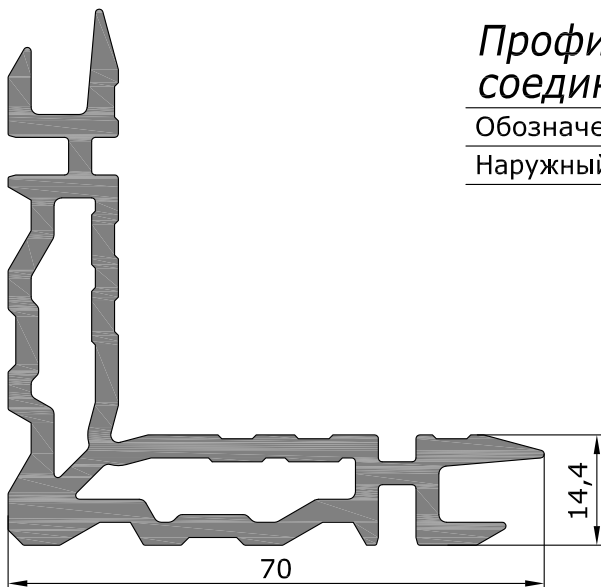 Профи
соедин
Обозначе
Наружный
14,4
70